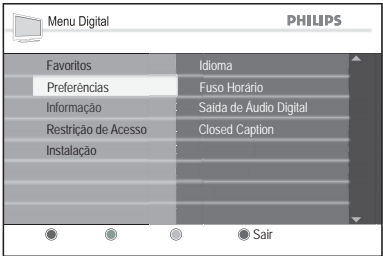 Menu Digital
PHILIPS
Favoritos
Idioma
Preferências
Fuso Horário
Informação
Saída de Áudio Digital
Restrição de Acesso
Closed Caption
Instalação
Sair